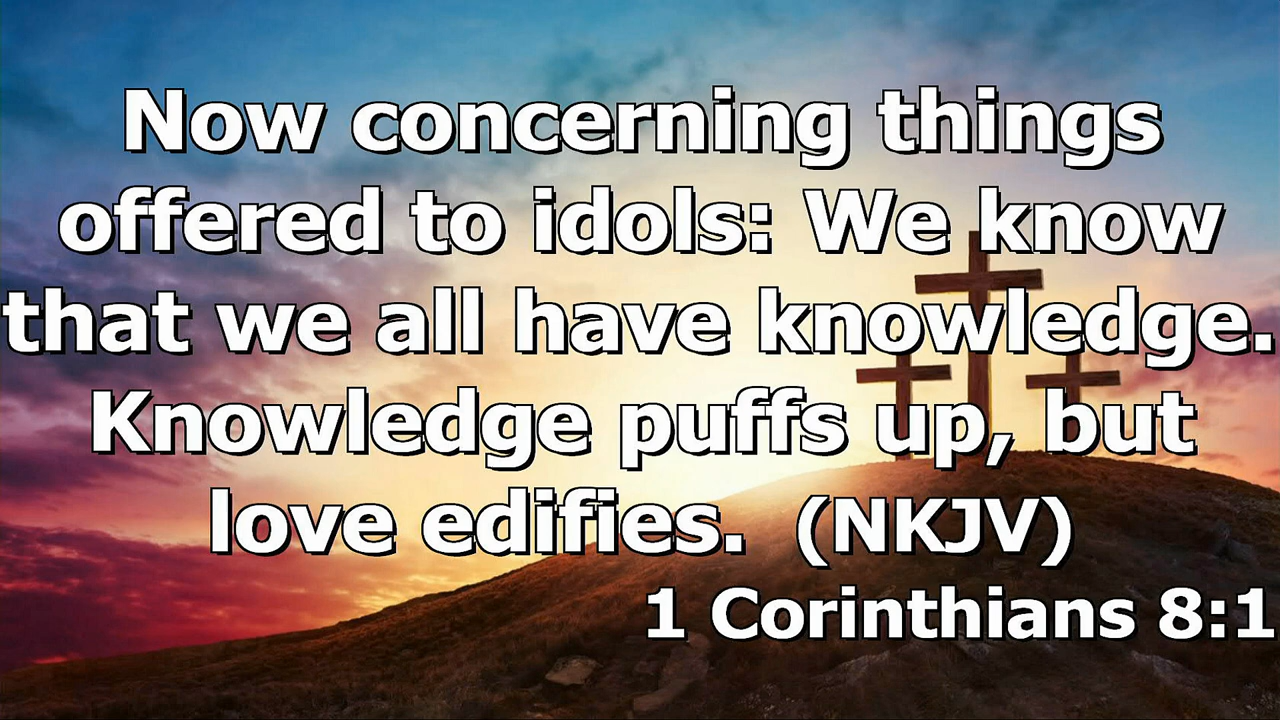 Now concerning things
offered to idols: We know
that we all have knowledge.
Knowledge puffs up, but
love edifies.  (NKJV)
1 Corinthians 8:1